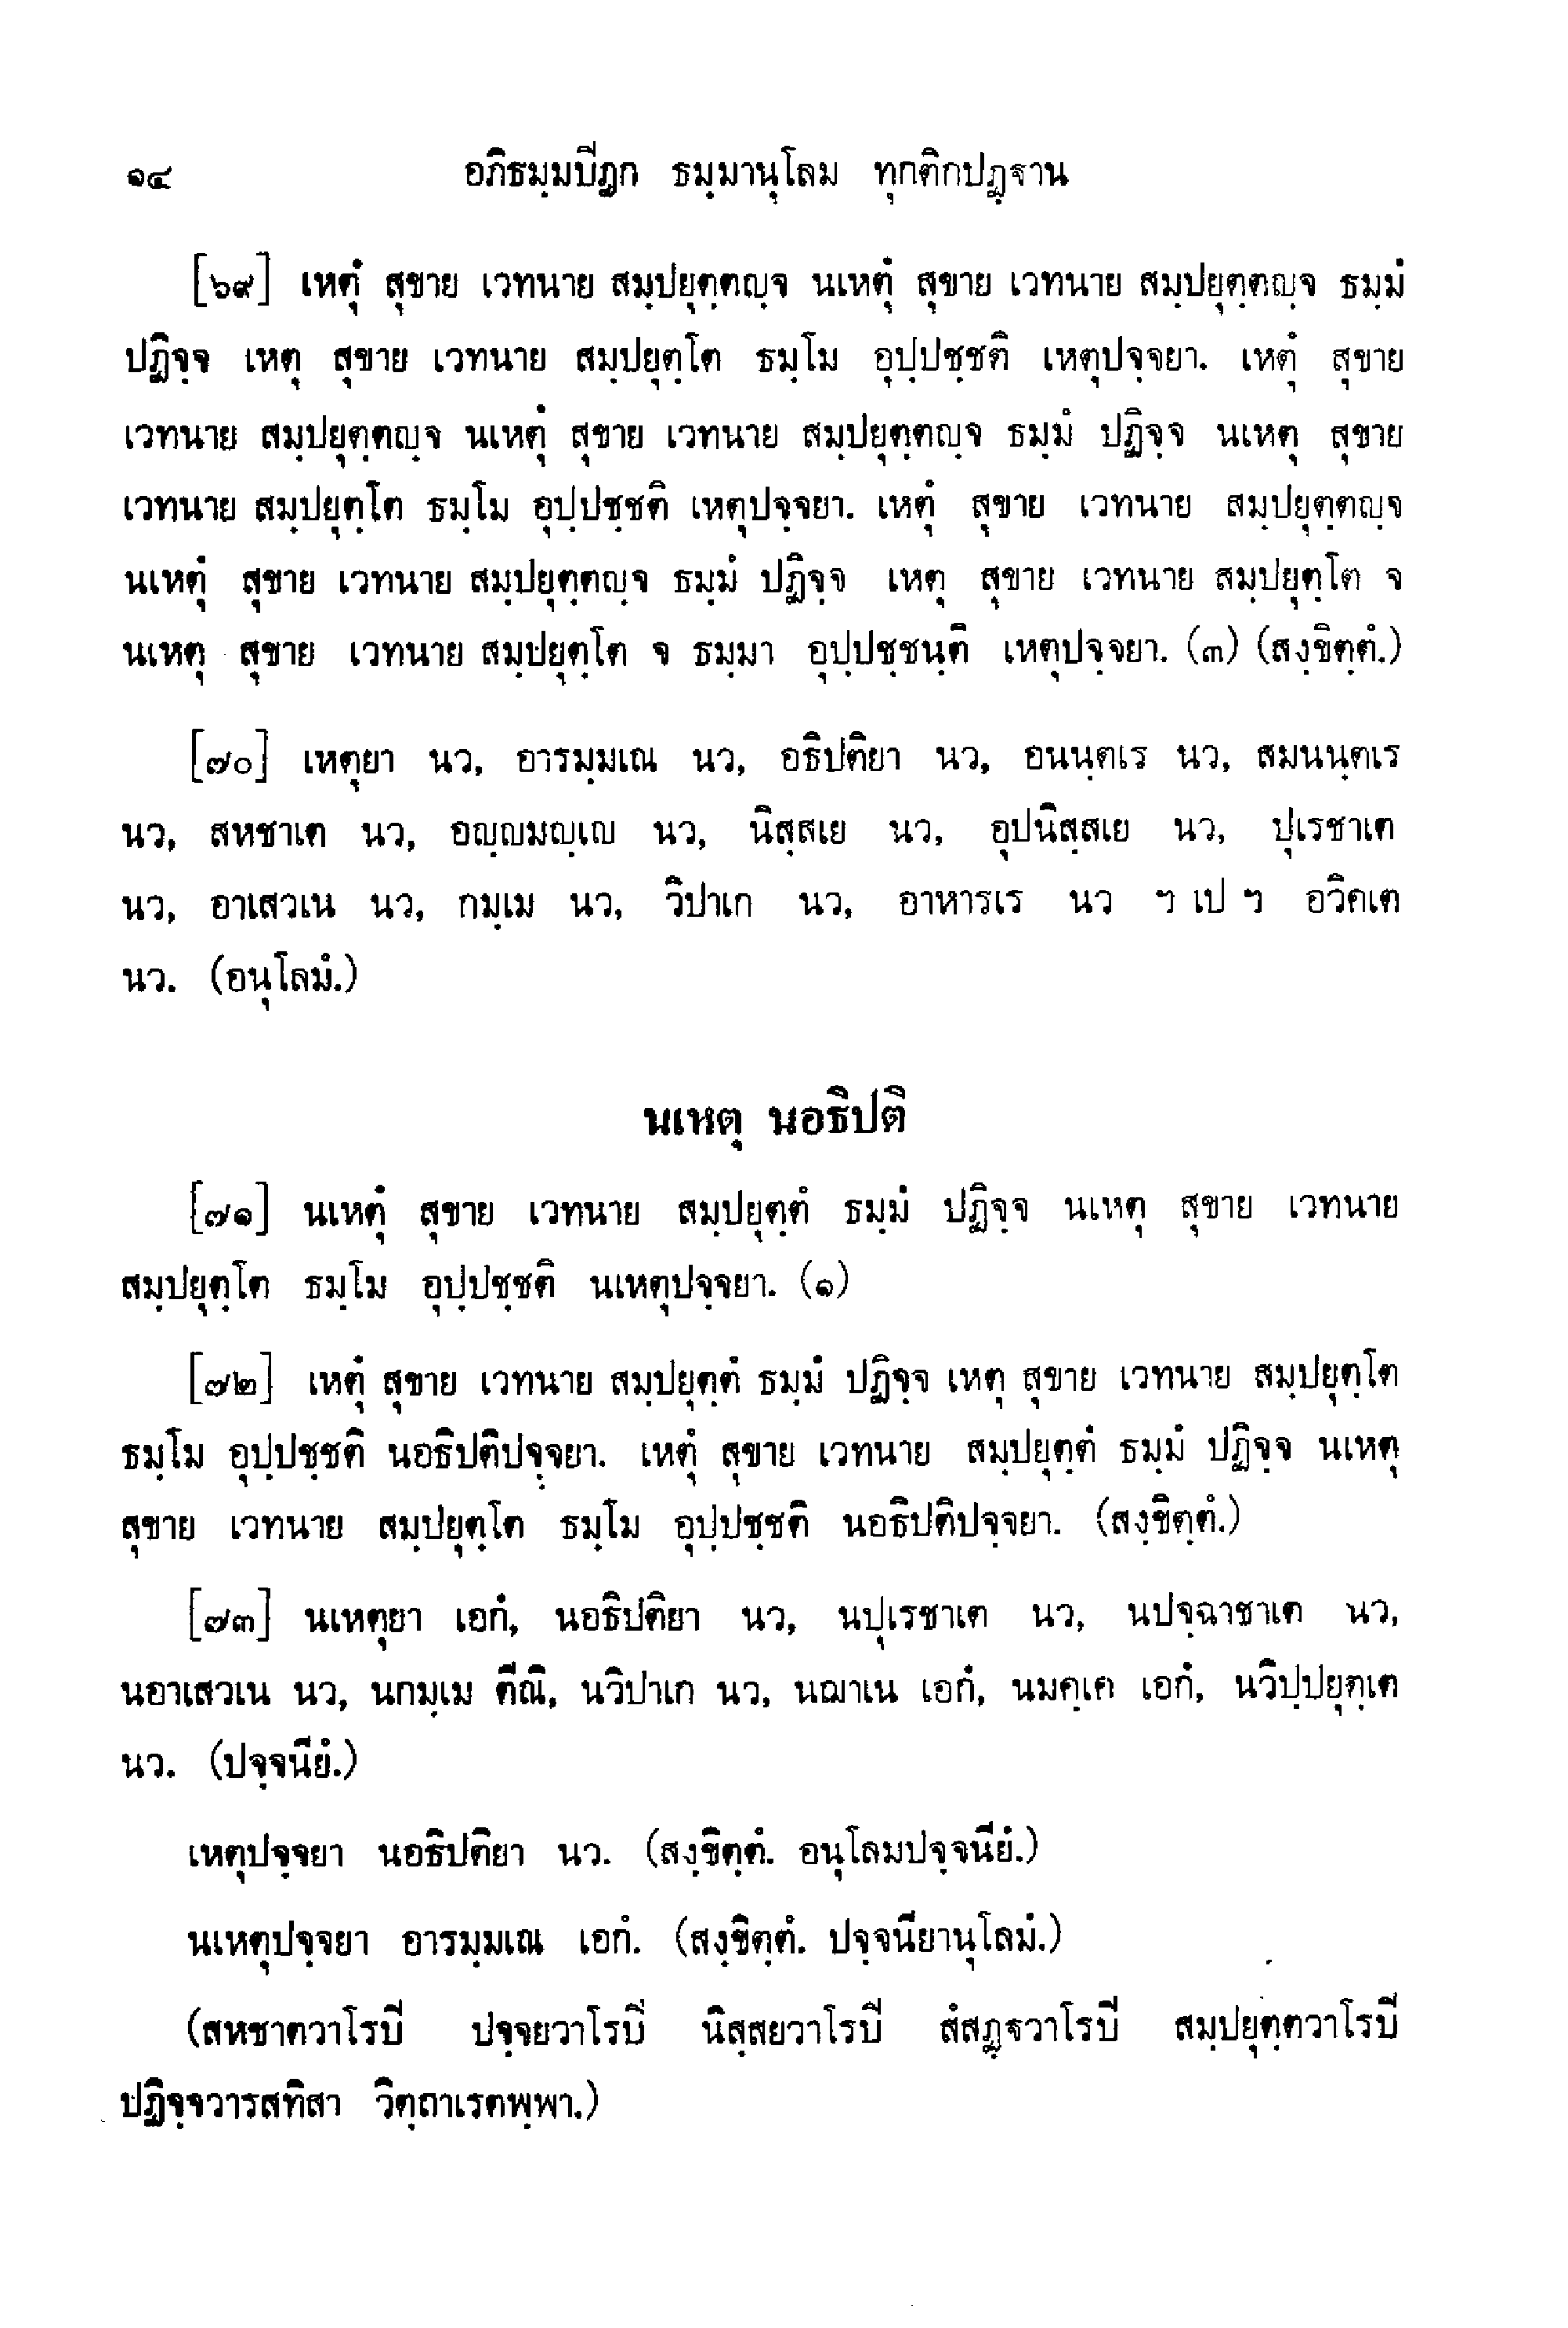 ๑๔ อภิธมฺมปิฏก ธมฺมานุโลม ทุกติกปฏฺฐาน
[๖๙] เหตุํ สุขาย เวทนาย สมฺปยุตฺตญฺจ นเหตุํ สุขาย เวทนาย สมฺปยุตฺตญฺจ ธมฺมํ
ปฏิจฺจ เหตุ สุขาย เวทนาย สมฺปยุตฺโต ธมฺโม อุปฺปชฺชติ เหตุปจฺจยา. เหตุํ สุขาย
เวทนาย สมฺปยุตฺตญฺจ นเหตุํ สุขาย เวทนาย สมฺปยุตฺตญฺจ ธมฺมํ ปฏิจฺจ นเหตุ สุขาย
เวทนาย สมฺปยุตฺโต ธมฺโม อุปฺปชฺชติ เหตุปจฺจยา. เหตุํ สุขาย เวทนาย สมฺปยุตฺตญฺจ
นเหตุํ สุขาย เวทนาย สมฺปยุตฺตญฺจ ธมฺมํ ปฏิจฺจ เหตุ สุขาย เวทนาย สมฺปยุตฺโต จ
นเหตุ สุขาย เวทนาย สมฺปยุตฺโต จ ธมฺมา อุปฺปชฺชนฺติ เหตุปจฺจยา. (๓) (สงฺขิตฺตํ.)
[๗๐] เหตุยา นว, อารมฺมเณ นว, อธิปติยา นว, อนนฺตเร นว, สมนนฺตเร
นว, สหชาเต นว, อญฺญมญฺเญ นว, นิสฺสเย นว, อุปนิสฺสเย นว, ปุเรชาเต
นว, อาเสวเน นว, กมฺเม นว, วิปาเก นว, อาหารเร นว ฯ เป ฯ อวิคเต
นว. (อนุโลมํ.)
นเหตุ นอธิปติ
[๗๑] นเหตุํ สุขาย เวทนาย สมฺปยุตฺตํ ธมฺมํ ปฏิจฺจ นเหตุ สุขาย เวทนาย
สมฺปยุตฺโต ธมฺโม อุปฺปชฺชติ นเหตุปจฺจยา. (๑)
[๗๒] เหตุํ สุขาย เวทนาย สมฺปยุตฺตํ ธมฺมํ ปฏิจฺจ เหตุ สุขาย เวทนาย สมฺปยุตฺโต
ธมฺโม อุปฺปชฺชติ นอธิปติปจฺจยา. เหตุํ สุขาย เวทนาย สมฺปยุตฺตํ ธมฺมํ ปฏิจฺจ นเหตุ
สุขาย เวทนาย สมฺปยุตฺโต ธมฺโม อุปฺปชฺชติ นอธิปติปจฺจยา. (สงฺขิตฺตํ.)
[๗๓] นเหตุยา เอกํ, นอธิปติยา นว, นปุเรชาเต นว, นปจฺฉาชาเต นว,
นอาเสวเน นว, นกมฺเม ตีณิ, นวิปาเก นว, นฌาเน เอกํ, นมคฺเค เอกํ, นวิปฺปยุตฺเต
นว. (ปจฺจนียํ.)
เหตุปจฺจยา นอธิปติยา นว. (สงฺขิตฺตํ. อนุโลมปจฺจนียํ.)
นเหตุปจฺจยา อารมฺมเณ เอกํ. (สงฺขิตฺตํ. ปจฺจนียานุโลมํ.)
(สหชาตวาโรปิ ปจฺจยวาโรปิ นิสฺสยวาโรปิ สํสฏฺฐวาโรปิ สมฺปยุตฺตวาโรปิ
ปฏิจฺจวารสทิสา วิตฺถาเรตพฺพา.)